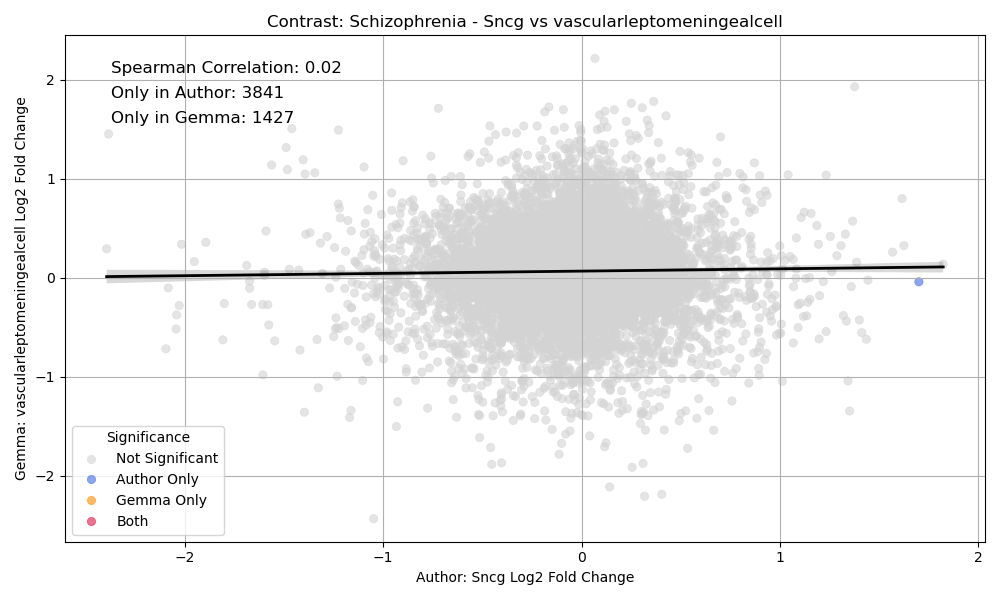 Contrast: Schizophrenia - Sncg vs vascularleptomeningealcell
Spearman Correlation: 0.02
Only in Author: 3841
Only in Gemma: 1427
Gemma: vascularleptomeningealcell Log2 Fold Change
2
1
0
−1
−2
Significance
Not Significant
Author Only
Gemma Only
Both
−2 −1 0 1 2
Author: Sncg Log2 Fold Change